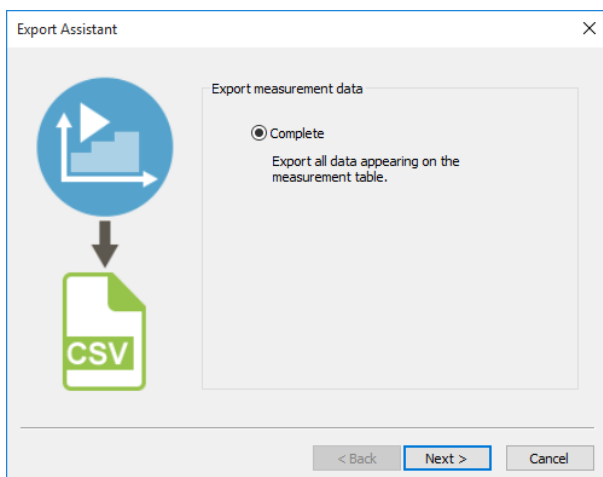 Export Assistant
Export measurement data
Complete
Export all data appearing on the
measurement table.
CSV
< Back
Next >
Cancel